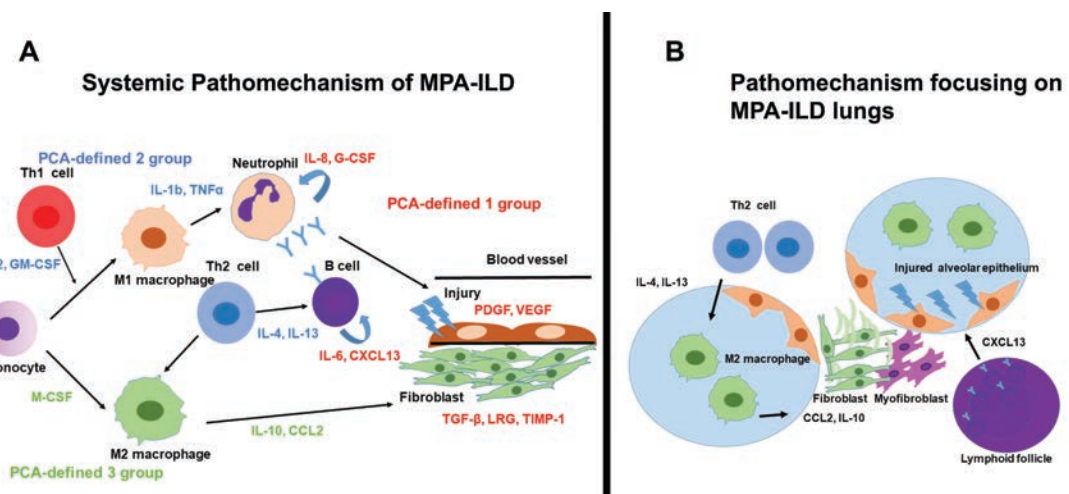 A
Systemic Pathomechanism of MPA-ILD
PCA-defined 2 group
Th1 cell
Neutrophil
IL-8, G-CSF
IL-1b, TNFα
PCA-defined 1 group
GM-CSF
M1 macrophage
Th2 cell
B cell
Blood vessel
Injury
PDGF, VEGF
IL-4, IL-13
IL-6, CXCL13
M-CSF
Fibroblast
TGF-β, LRG, TIMP-1
IL-10, CCL2
M2 macrophage
PCA-defined 3 group
B
Pathomechanism focusing on
MPA-ILD lungs
Th2 cell
IL-4, IL-13
Injured alveolar epithelium
M2 macrophage
CXCL13
Fibroblast Myofibroblast
CCL2, IL-10
Lymphoid follicle